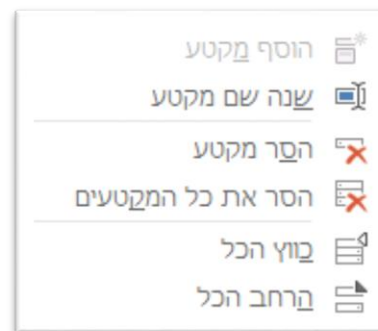 הוסף מקטע
שנה שם מקטע
הסר מקטע
הסר את כל המקטעים
כווץ הכל
הרחב הכל